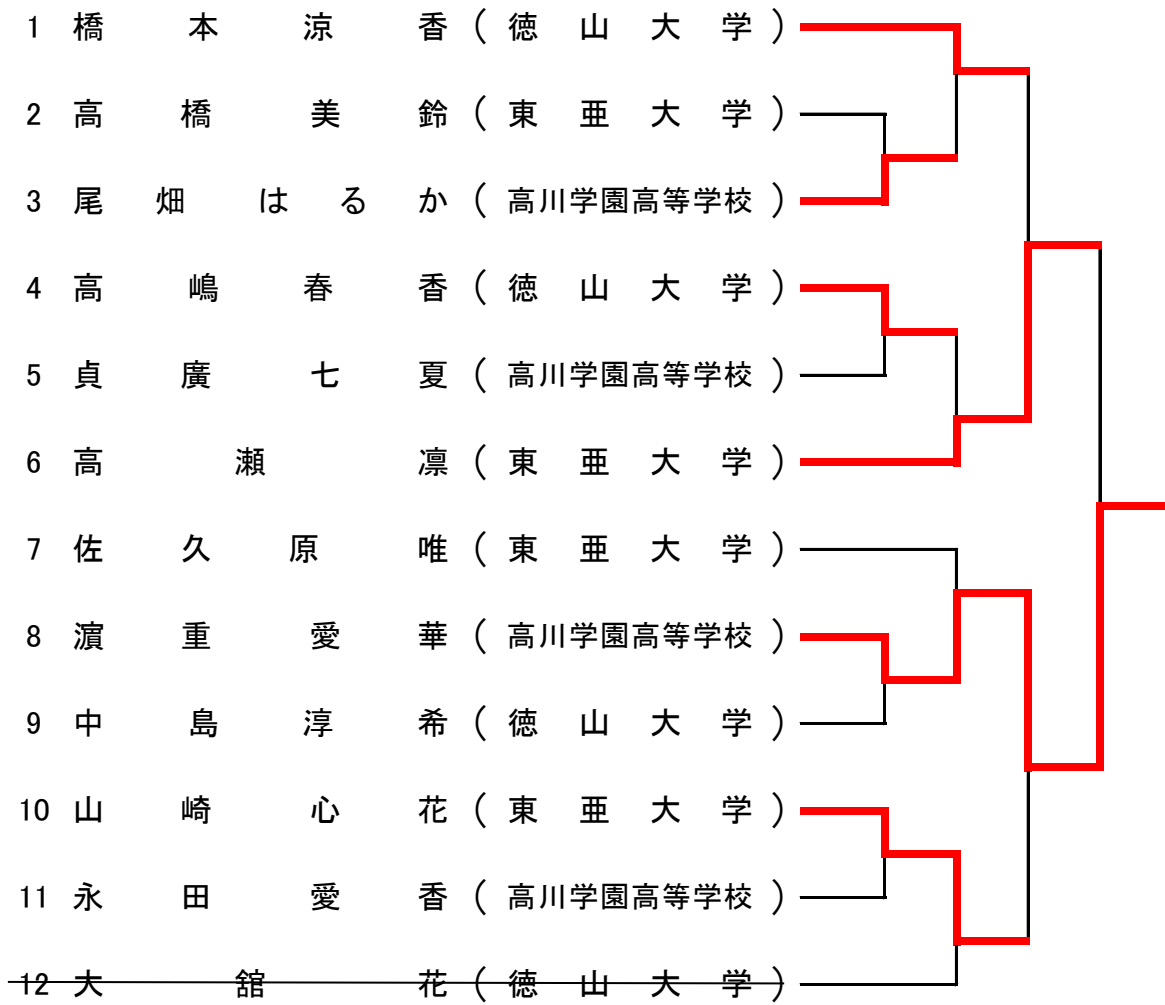 1 橋本涼香(徳山大学)
2 高橋美鈴(東亜大学)
3 尾畑はるか(高川学園高等学校)
4 高嶋春香(徳山大学)
5 貞廣七夏(高川学園高等学校)
6 高瀬凛(東亜大学)
7 佐久原唯(東亜大学)
8 濵重愛華(高川学園高等学校)
9 中島淳希(徳山大学)
10 山崎心花(東亜大学)
11 永田愛香(高川学園高等学校)
12 大舘花(徳山大学)